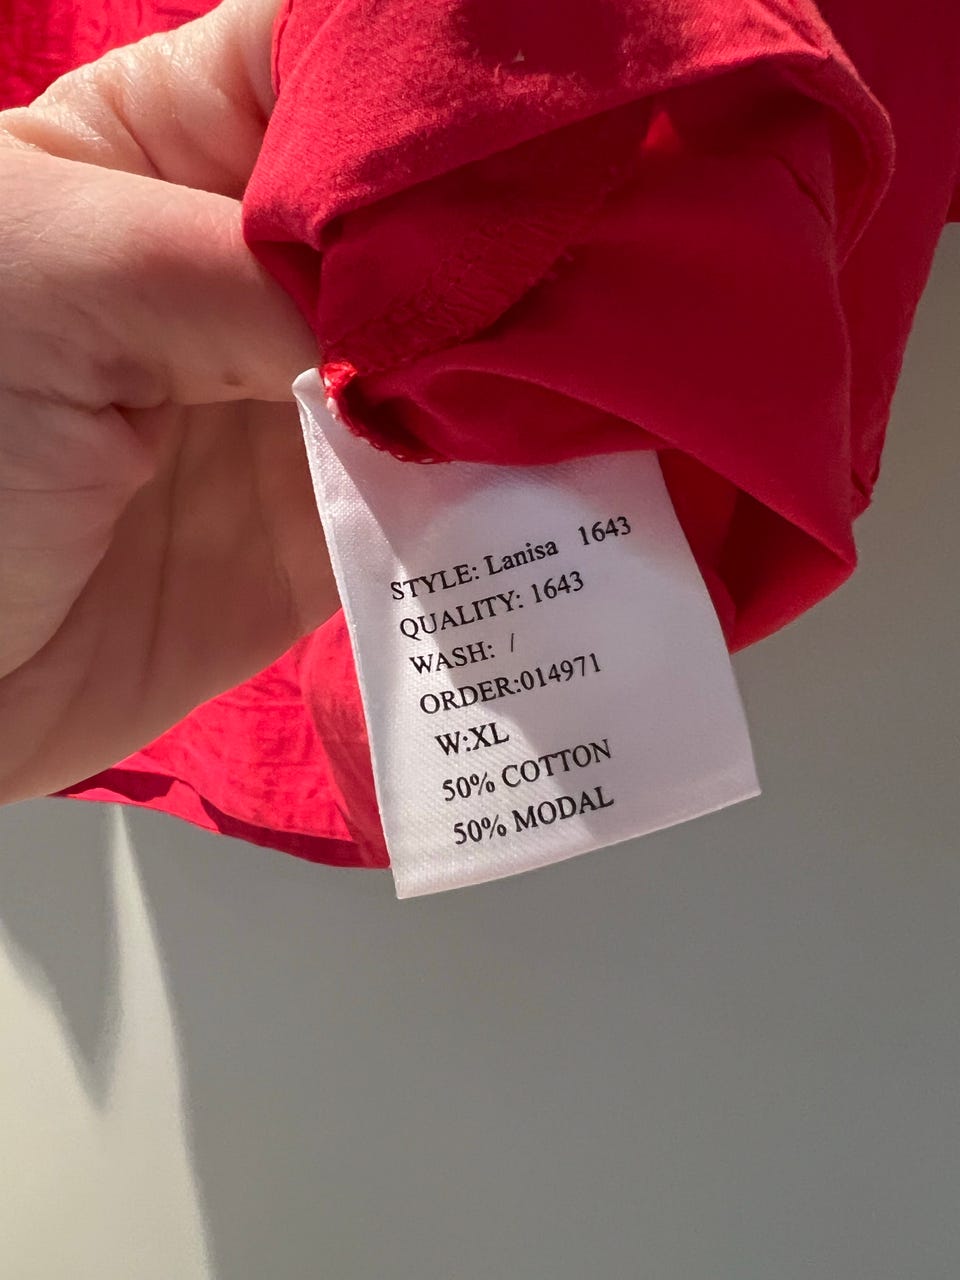 STYLE: Lanisa 1643
QUALITY: 1643
WASH: /
ORDER:014971
W:XL
50% COTTON
50% MODAL